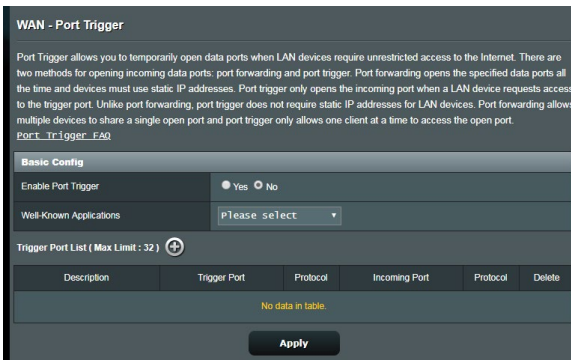 WAN - Port Trigger
Port Trigger allows you to temporarily open data ports when LAN devices require unrestricted access to the Internet. There are
two methods for opening incoming data ports: port forwarding and port trigger. Port forwarding opens the specified data ports all
the time and devices must use static IP addresses. Port trigger only opens the incoming port when a LAN device requests access
to the trigger port. Unlike port forwarding, port trigger does not require static IP addresses for LAN devices. Port forwarding allows
multiple devices to share a single open port and port trigger only allows one client at a time to access the open port.
Port Trigger FAQ
Basic Config
Enable Port Trigger Yes No
Well-Known Applications Please select
Trigger Port List ( Max Limit : 32 )
Description Trigger Port Protocol Incoming Port Protocol Delete
No data in table.
Apply